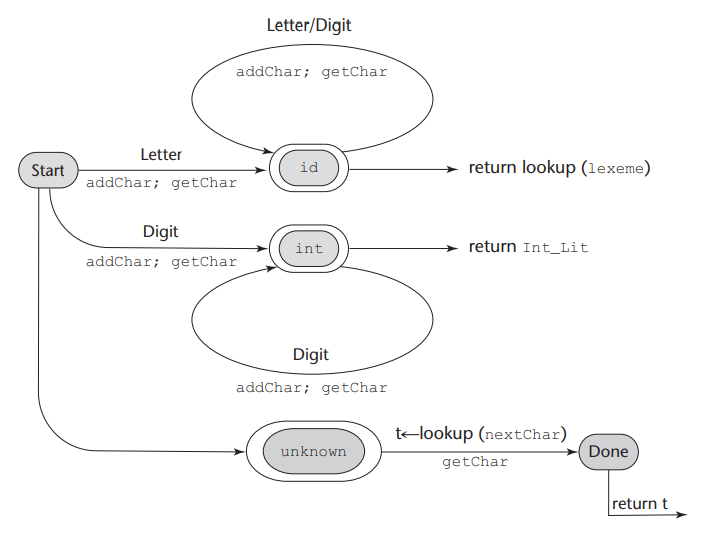 Letter/Digit
addChar; getChar
Letter
Start
id
return lookup (lexeme)
addChar; getChar
Digit
int
return Int_Lit
addChar; getChar
Digit
addChar; getChar
t←lookup (nextChar)
unknown
Done
getChar
return t